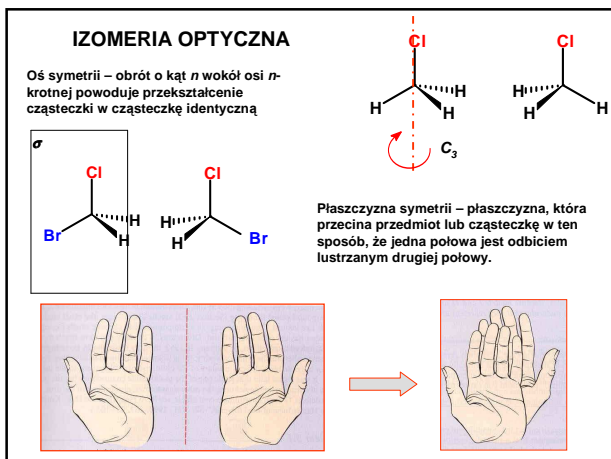 IZOMERIA OPTYCZNA
Oś symetrii – obrót o kąt n wokół osi n-
krotnej powoduje przekształcenie
cząsteczki w cząsteczkę identyczną
Cl
H
H
H
C3
Cl
H
H
H
σ
Cl
H
H
Br
Cl
H
H
Br
Płaszczyzna symetrii – płaszczyzna, która
przecina przedmiot lub cząsteczkę w ten
sposób, że jedna połowa jest odbiciem
lustrzanym drugiej połowy.